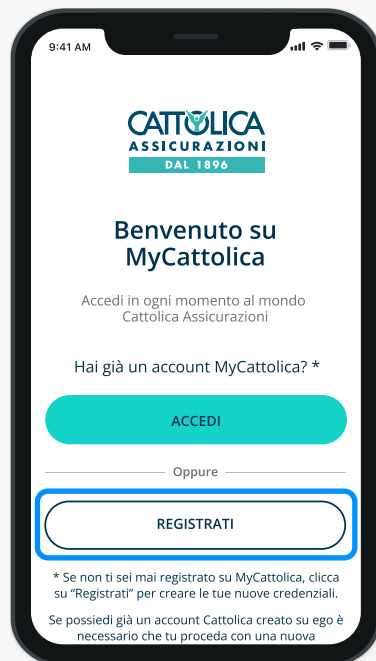 9:41 AM
CATTOLICA
ASSICURAZIONI
DAL 1896
Benvenuto su
MyCattolica
Accedi in ogni momento al mondo
Cattolica Assicurazioni
Hai già un account MyCattolica? *
ACCEDI
Oppure
REGISTRATI
* Se non ti sei mai registrato su MyCattolica, clicca
su “Registrati” per creare le tue nuove credenziali.
Se possiedi già un account Cattolica creato su ego è
necessario che tu proceda con una nuova